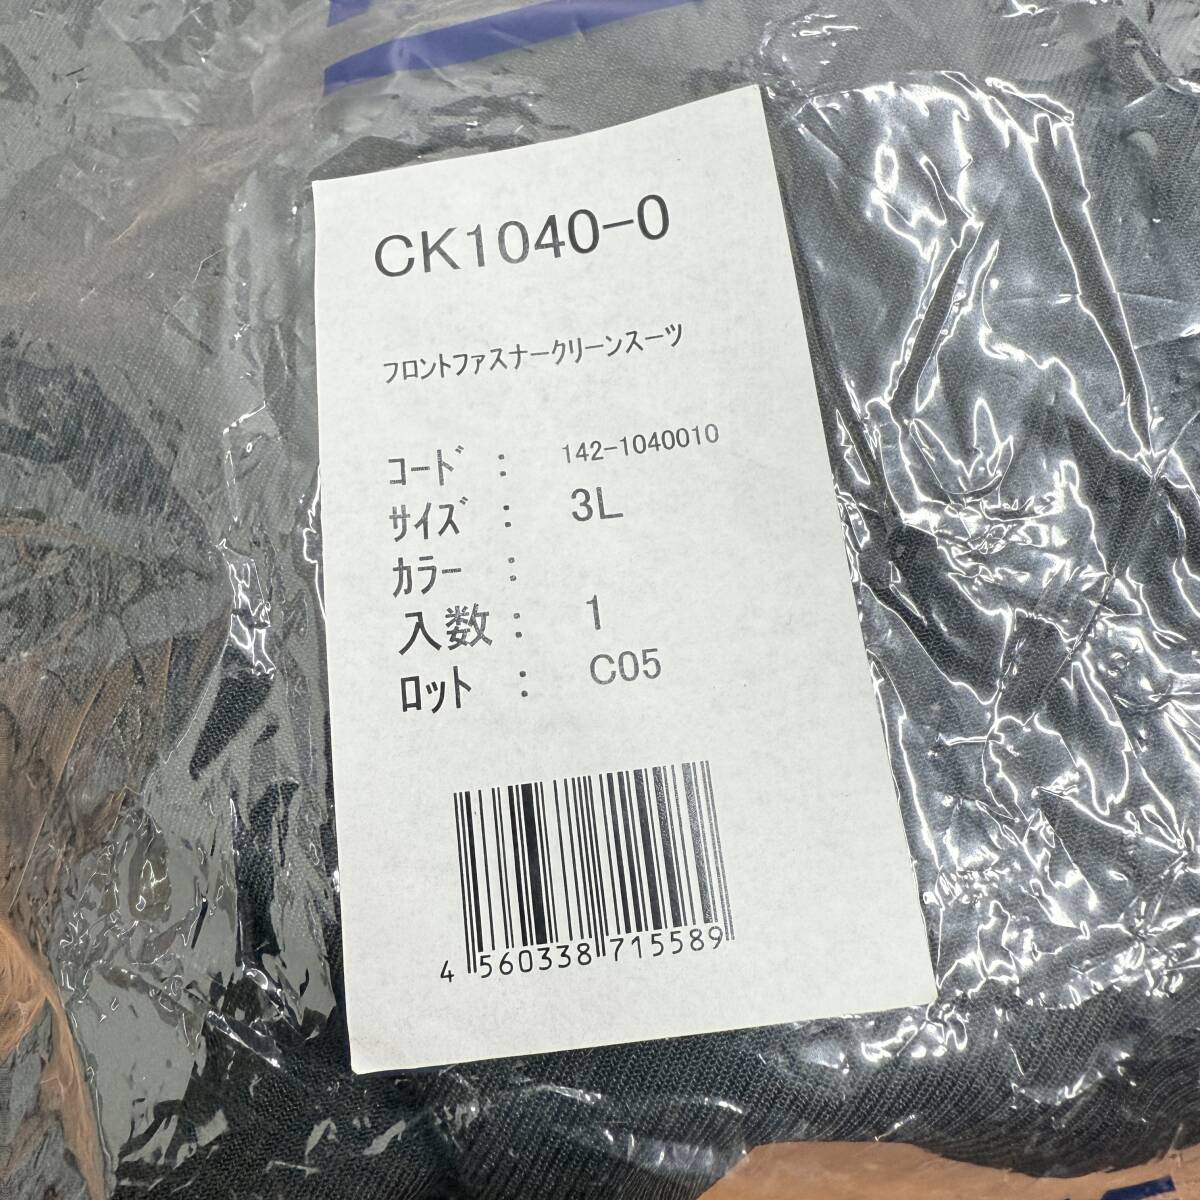 CK1040-0
フロントファスナークリーンスーツ
コード : 142-1040010
サイズ : 3L
カラー :
入数 : 1
ロット : C05
4 560338 715589